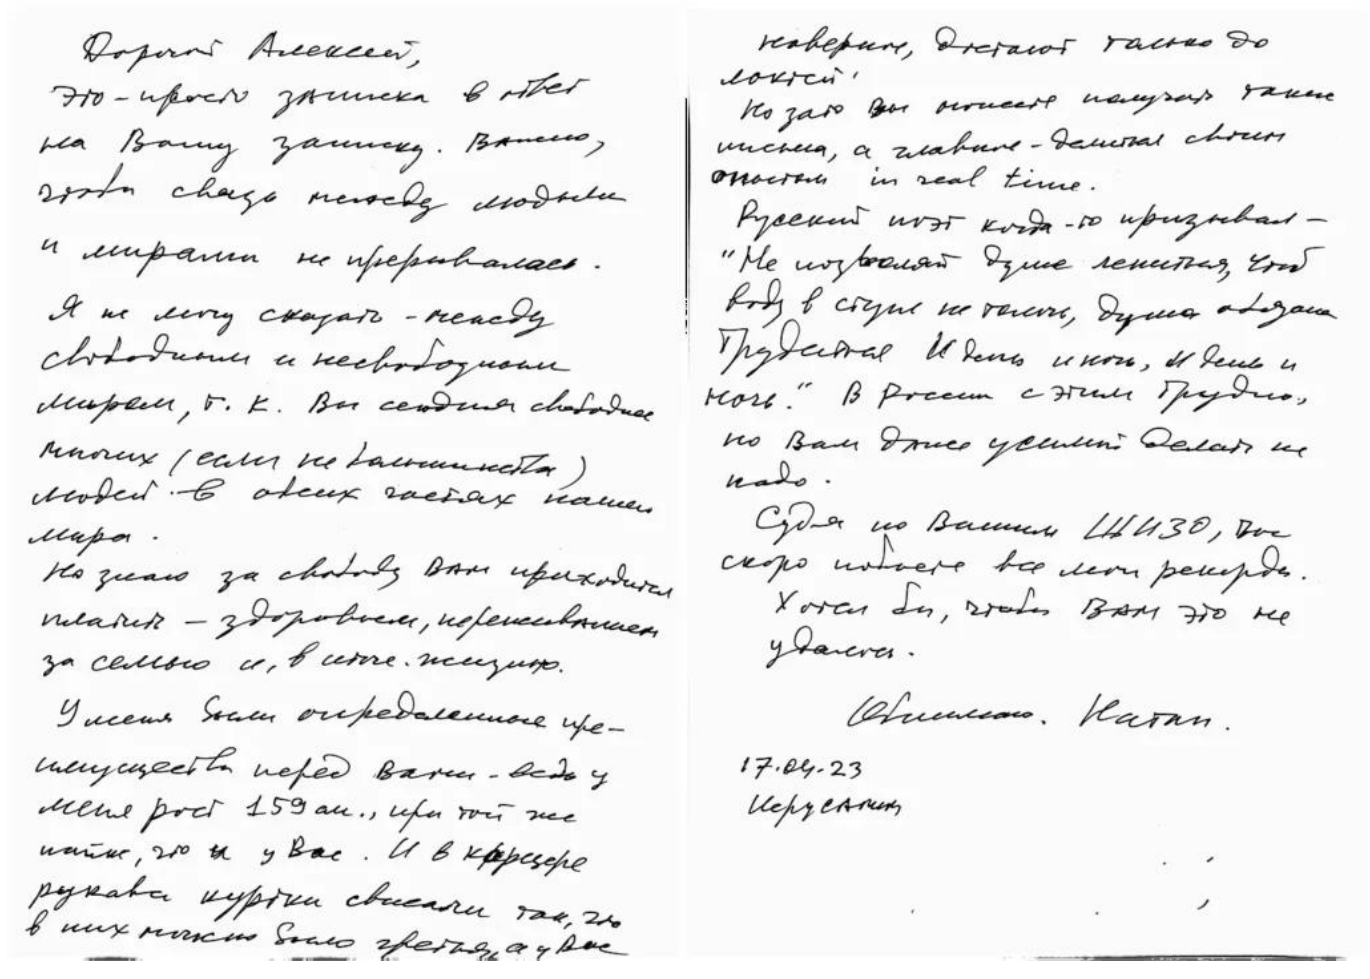 Дорогой Алексей,
Это - просто записка в ответ
на Вашу записку. Важно,
чтобы связь между людьми
и мирами не прерывалась.
Я не могу сказать - между
свободным и несвободным
миром, т. к. Вы сегодня свободнее
многих (если не большинства)
людей в обеих частях нашего
мира.
Но знаю за свободу Вам приходится
платить - здоровьем, переживанием
за семью и, в итоге. жизнью.
У меня были определенные пре-
имущества перед Вами - ведь у
меня рост 159 см., при той же
пайке, что и у Вас. И в карцере
рукава куртки свисали так, что
в них можно было греться, а у Вас
наверное, достают только до
локтей!
Но зато Вы можете получать такие
письма, а главное - делиться своим
опытом in real time.
Русский поэт когда-то призывал -
"Не позволяй душе лениться, чтоб
воду в ступе не толочь, душа обязана
трудиться И день и ночь, И день и
ночь." В России с этим трудно,
но Вам даже усилий делать не
надо.
Судя по Вашим ШИЗО, Вы
скоро побьете все мои рекорды.
Хотел бы, чтобы Вам это не
удалось.
Обнимаю. Натан.
17.04.23
Иерусалим